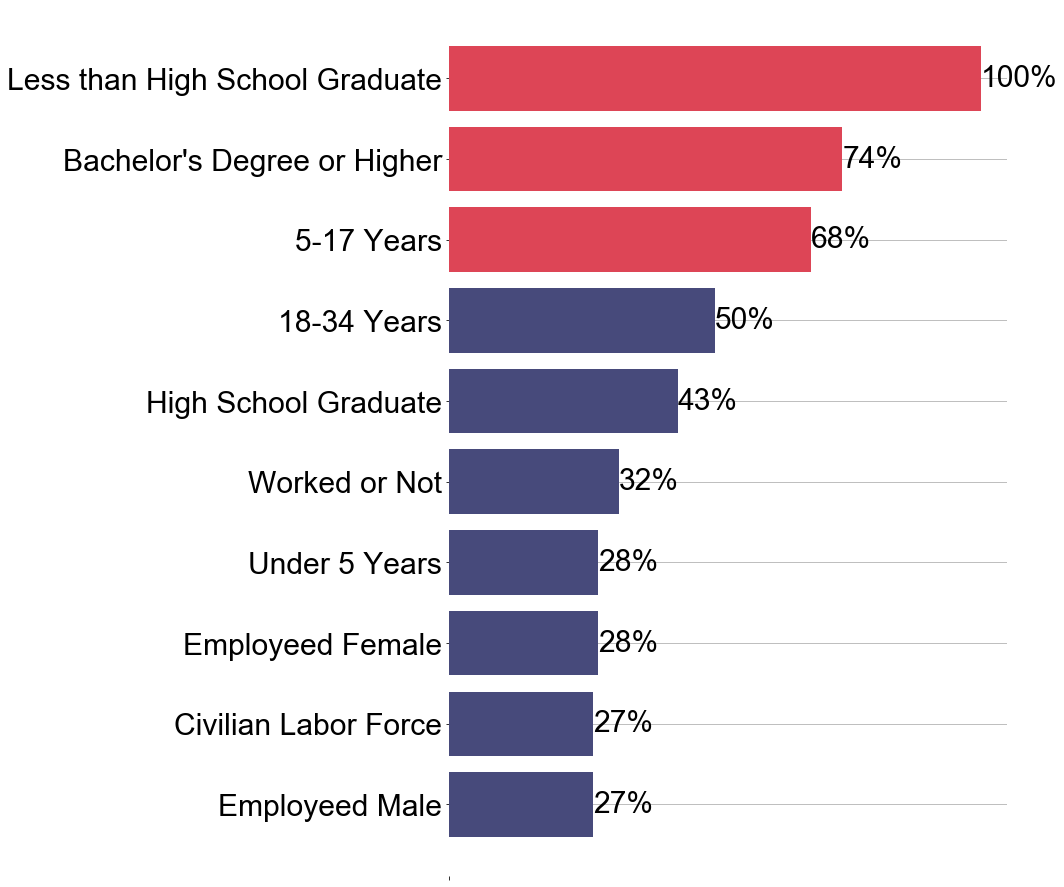 Less than High School Graduate 100%
Bachelor's Degree or Higher 74%
5-17 Years 68%
18-34 Years 50%
High School Graduate 43%
Worked or Not 32%
Under 5 Years 28%
Employeed Female 28%
Civilian Labor Force 27%
Employeed Male 27%